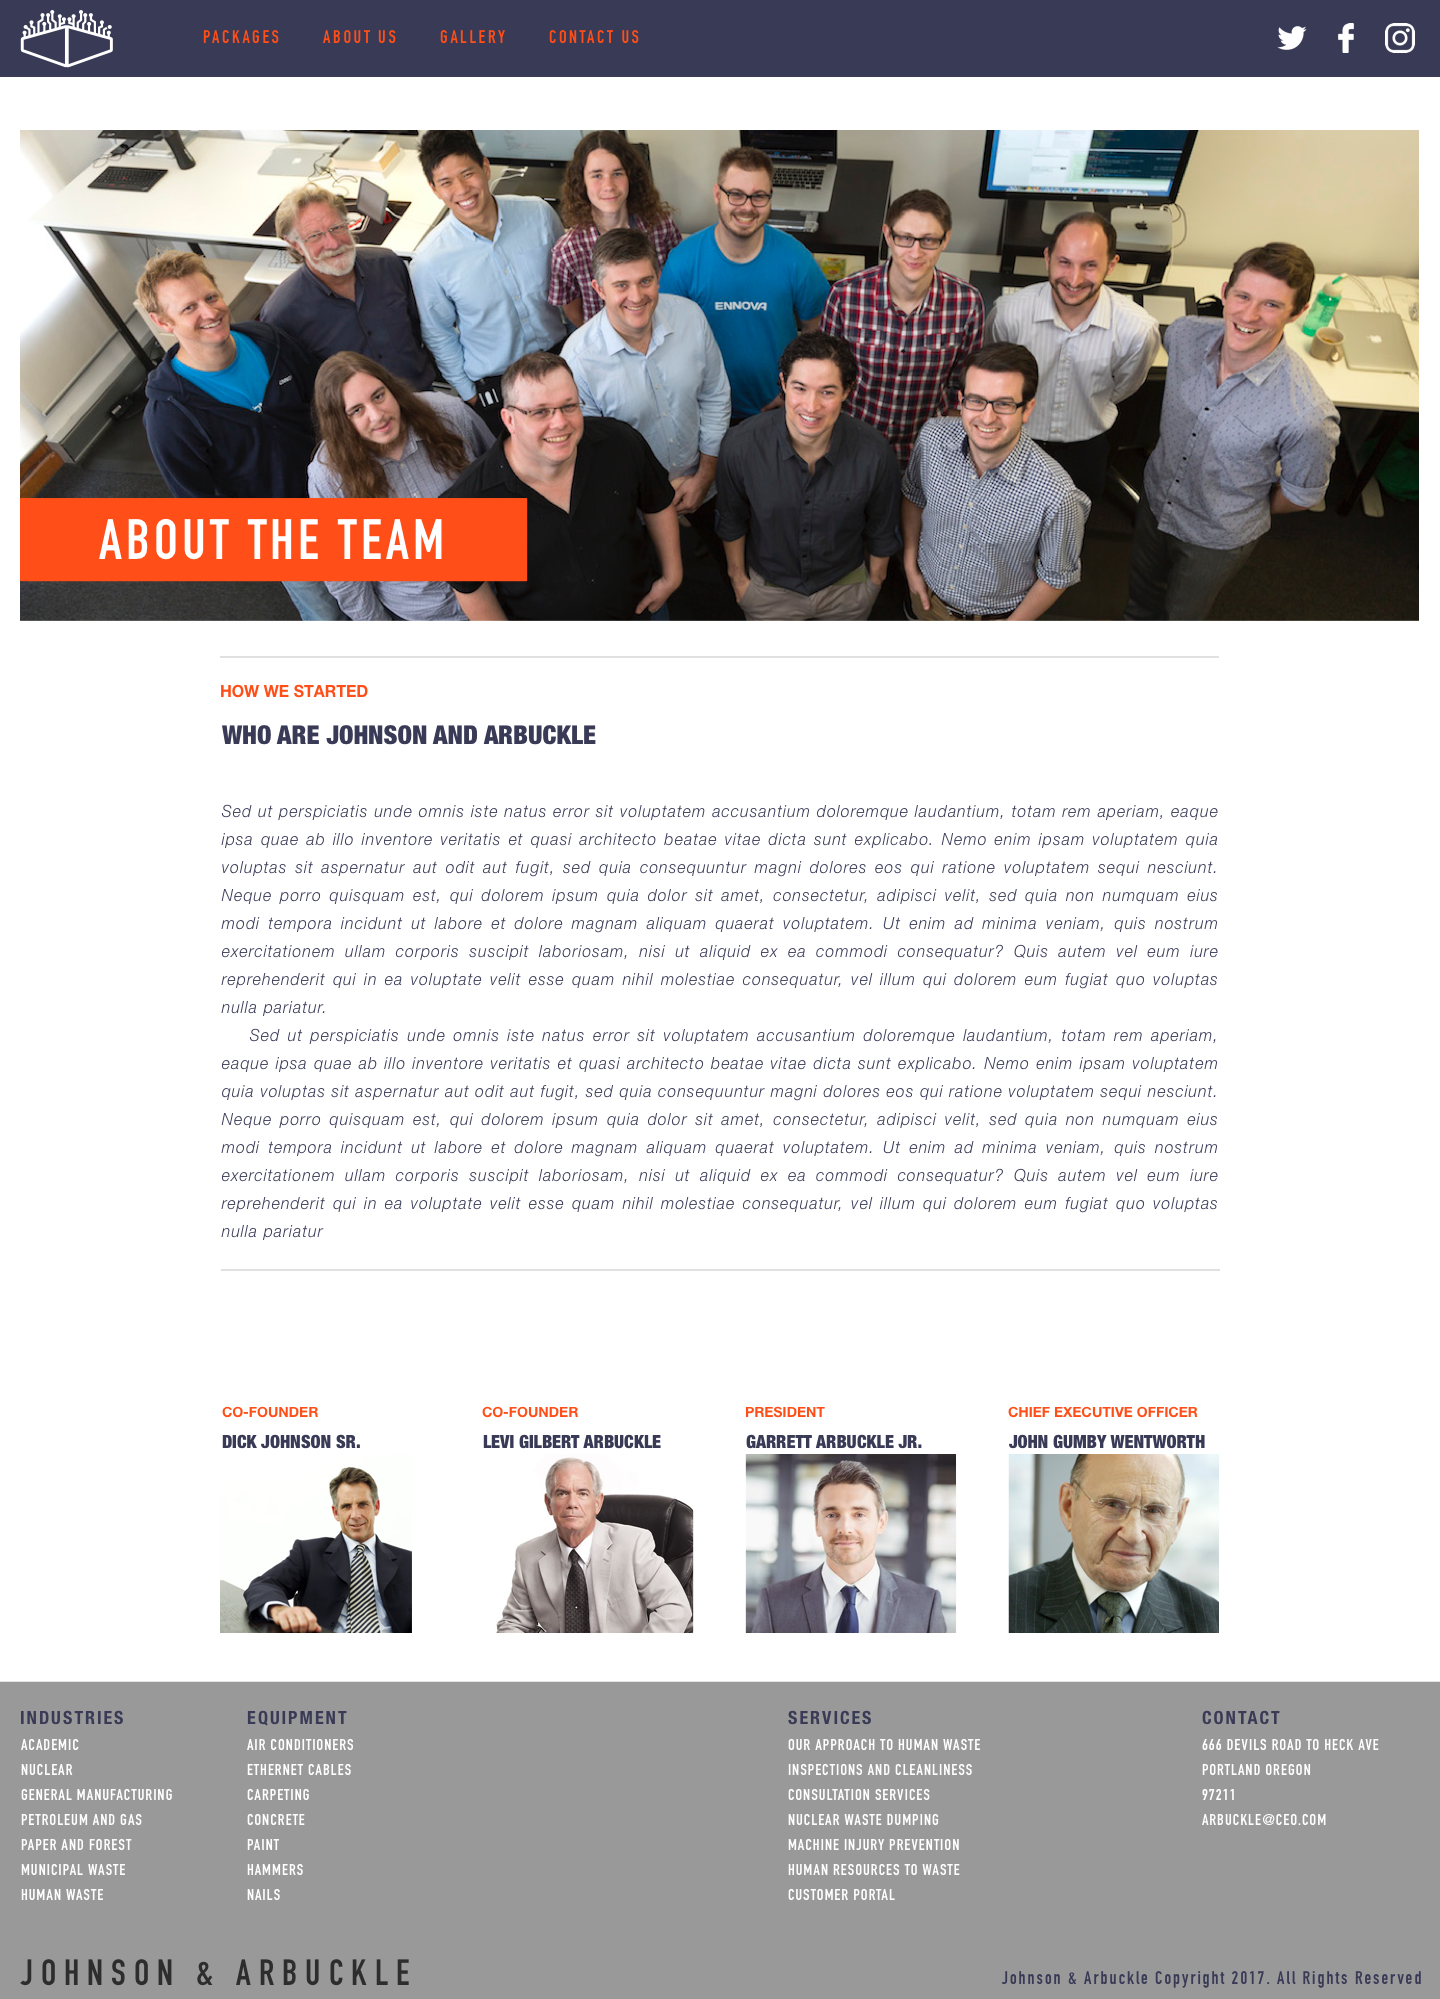 PACKAGES ABOUT US GALLERY CONTACT US
ENNOVA
ABOUT THE TEAM
HOW WE STARTED
WHO ARE JOHNSON AND ARBUCKLE
Sed ut perspiciatis unde omnis iste natus error sit voluptatem accusantium doloremque laudantium, totam rem aperiam, eaque
ipsa quae ab illo inventore veritatis et quasi architecto beatae vitae dicta sunt explicabo. Nemo enim ipsam voluptatem quia
voluptas sit aspernatur aut odit aut fugit, sed quia consequuntur magni dolores eos qui ratione voluptatem sequi nesciunt.
Neque porro quisquam est, qui dolorem ipsum quia dolor sit amet, consectetur, adipisci velit, sed quia non numquam eius
modi tempora incidunt ut labore et dolore magnam aliquam quaerat voluptatem. Ut enim ad minima veniam, quis nostrum
exercitationem ullam corporis suscipit laboriosam, nisi ut aliquid ex ea commodi consequatur? Quis autem vel eum iure
reprehenderit qui in ea voluptate velit esse quam nihil molestiae consequatur, vel illum qui dolorem eum fugiat quo voluptas
nulla pariatur.
Sed ut perspiciatis unde omnis iste natus error sit voluptatem accusantium doloremque laudantium, totam rem aperiam,
eaque ipsa quae ab illo inventore veritatis et quasi architecto beatae vitae dicta sunt explicabo. Nemo enim ipsam voluptatem
quia voluptas sit aspernatur aut odit aut fugit, sed quia consequuntur magni dolores eos qui ratione voluptatem sequi nesciunt.
Neque porro quisquam est, qui dolorem ipsum quia dolor sit amet, consectetur, adipisci velit, sed quia non numquam eius
modi tempora incidunt ut labore et dolore magnam aliquam quaerat voluptatem. Ut enim ad minima veniam, quis nostrum
exercitationem ullam corporis suscipit laboriosam, nisi ut aliquid ex ea commodi consequatur? Quis autem vel eum iure
reprehenderit qui in ea voluptate velit esse quam nihil molestiae consequatur, vel illum qui dolorem eum fugiat quo voluptas
nulla pariatur
CO-FOUNDER
DICK JOHNSON SR.
CO-FOUNDER
LEVI GILBERT ARBUCKLE
PRESIDENT
GARRETT ARBUCKLE JR.
CHIEF EXECUTIVE OFFICER
JOHN GUMBY WENTWORTH
INDUSTRIES
ACADEMIC
NUCLEAR
GENERAL MANUFACTURING
PETROLEUM AND GAS
PAPER AND FOREST
MUNICIPAL WASTE
HUMAN WASTE
EQUIPMENT
AIR CONDITIONERS
ETHERNET CABLES
CARPETING
CONCRETE
PAINT
HAMMERS
NAILS
SERVICES
OUR APPROACH TO HUMAN WASTE
INSPECTIONS AND CLEANLINESS
CONSULTATION SERVICES
NUCLEAR WASTE DUMPING
MACHINE INJURY PREVENTION
HUMAN RESOURCES TO WASTE
CUSTOMER PORTAL
CONTACT
666 DEVILS ROAD TO HECK AVE
PORTLAND OREGON
97211
ARBUCKLE@CEO.COM
JOHNSON & ARBUCKLE
Johnson & Arbuckle Copyright 2017. All Rights Reserved